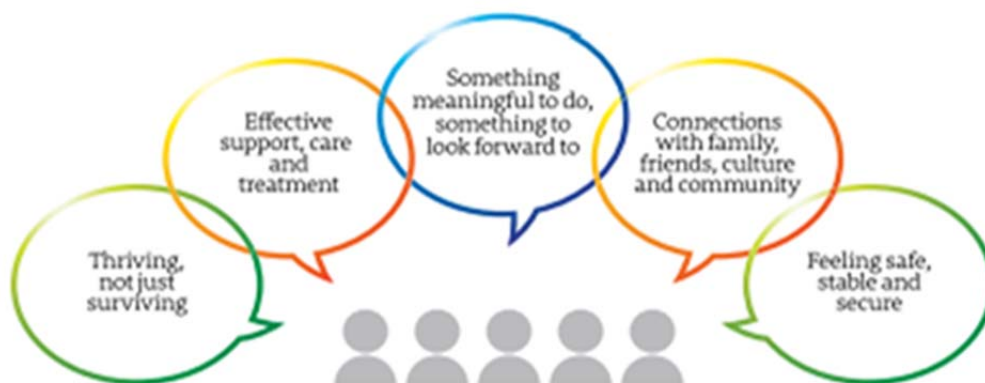 Thriving,
not just
surviving
Effective
support, care
and
treatment
Something
meaningful to do,
something to
look forward to
Connections
with family,
friends, culture
and community
Feeling safe,
stable and
secure